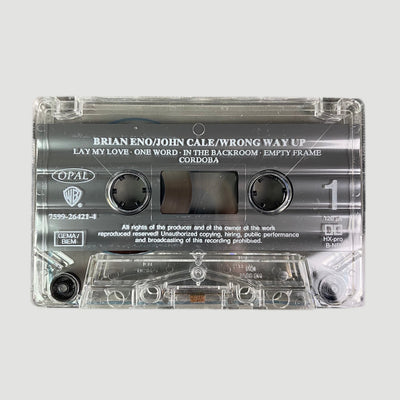 BRIAN ENO/JOHN CALE/WRONG WAY UP
LAY MY LOVE · ONE WORD · IN THE BACKROOM · EMPTY FRAME
CORDOBA
OPAL
WB
7599-26421-4
1
GEMA/
BIEM
All rights of the producer and of the owner of the work
reproduced reserved! Unauthorized copying, hiring, public performance
and broadcasting of this recording prohibited.
HX-pro
B-NR